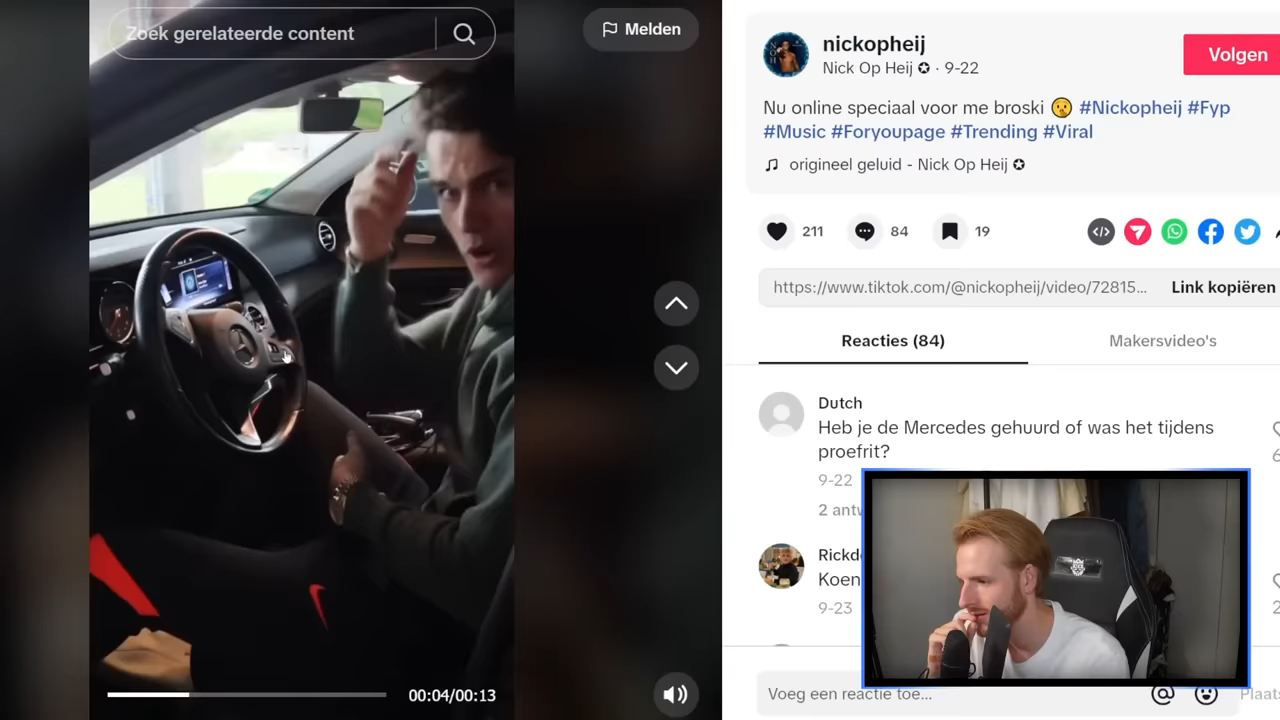 Zoek gerelateerde content
Melden
00:04/00:13
nickopheij
Nick Op Heij · 9-22
Volgen
Nu online speciaal voor me broski 🤫 #Nickopheij #Fyp
#Music #Foryoupage #Trending #Viral
origineel geluid - Nick Op Heij
211
84
19
https://www.tiktok.com/@nickopheij/video/72815...
Link kopiëren
Reacties (84)
Makersvideo's
Dutch
Heb je de Mercedes gehuurd of was het tijdens
proefrit?
9-22
2
Koen
9-23
Voeg een reactie toe...